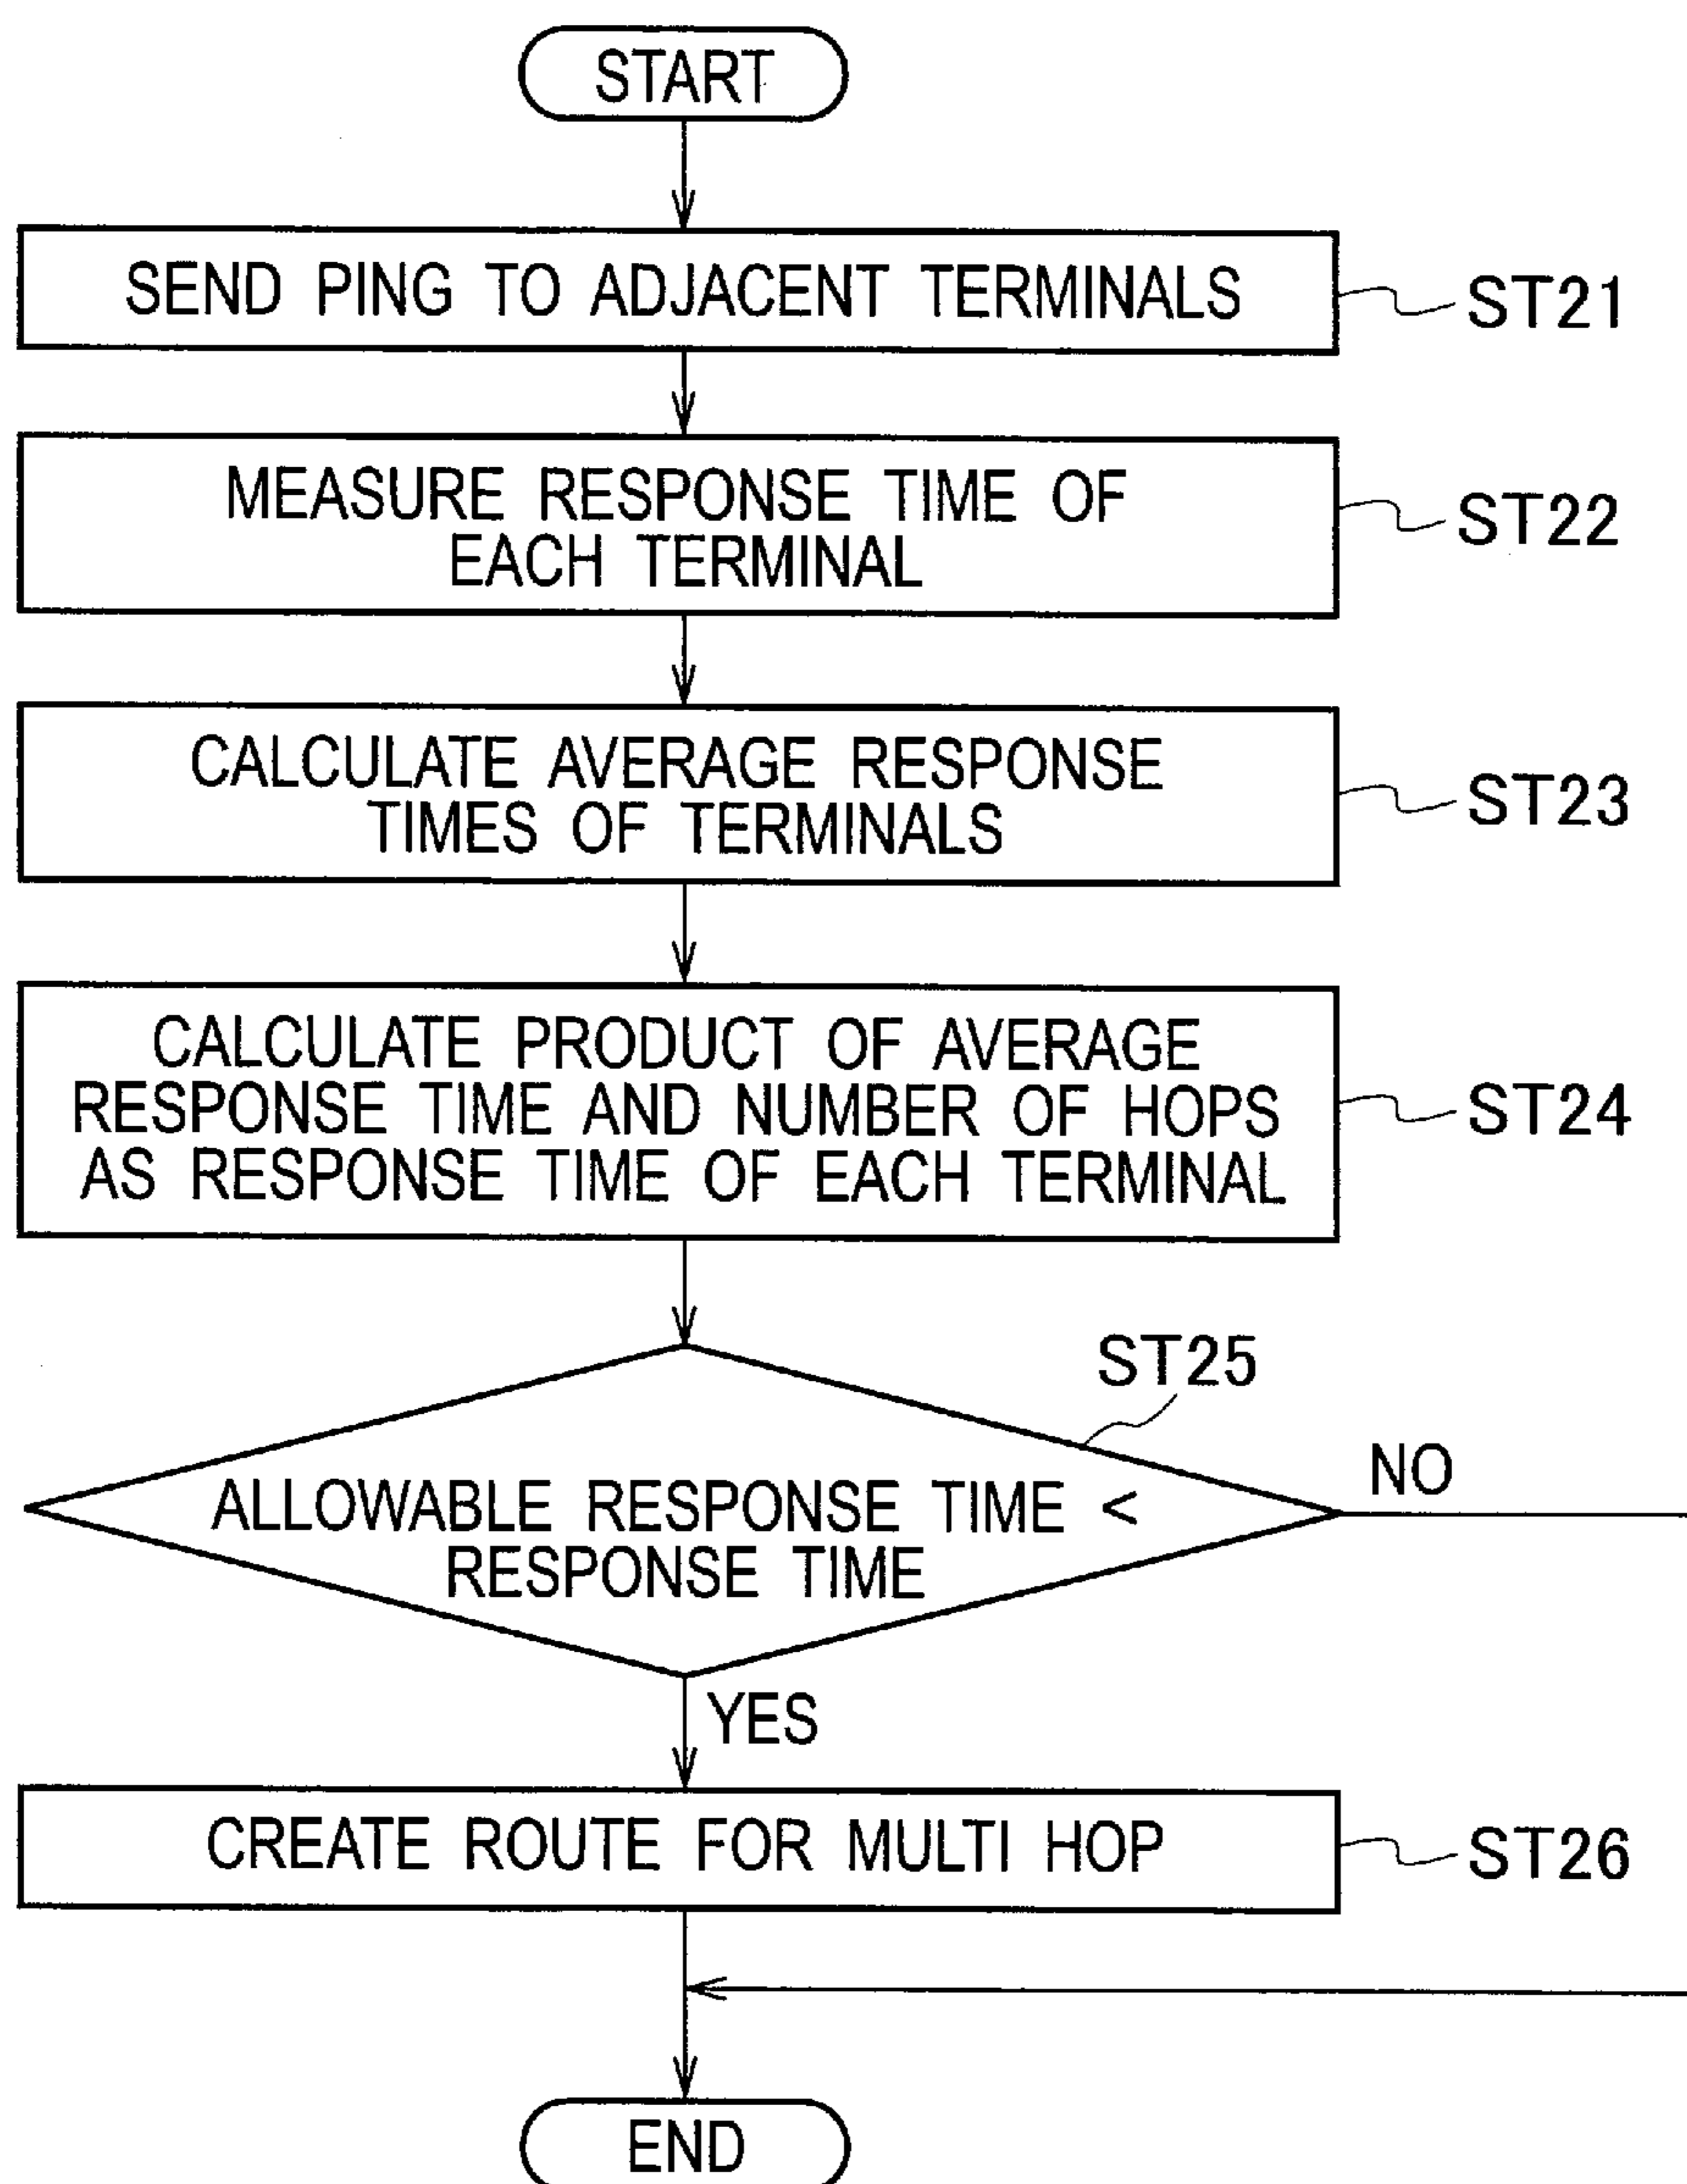 START
SEND PING TO ADJACENT TERMINALS
ST21
MEASURE RESPONSE TIME OF
EACH TERMINAL
ST22
CALCULATE AVERAGE RESPONSE
TIMES OF TERMINALS
ST23
CALCULATE PRODUCT OF AVERAGE
RESPONSE TIME AND NUMBER OF HOPS
AS RESPONSE TIME OF EACH TERMINAL
ST24
ST25
ALLOWABLE RESPONSE TIME <
RESPONSE TIME
NO
YES
CREATE ROUTE FOR MULTI HOP
ST26
END